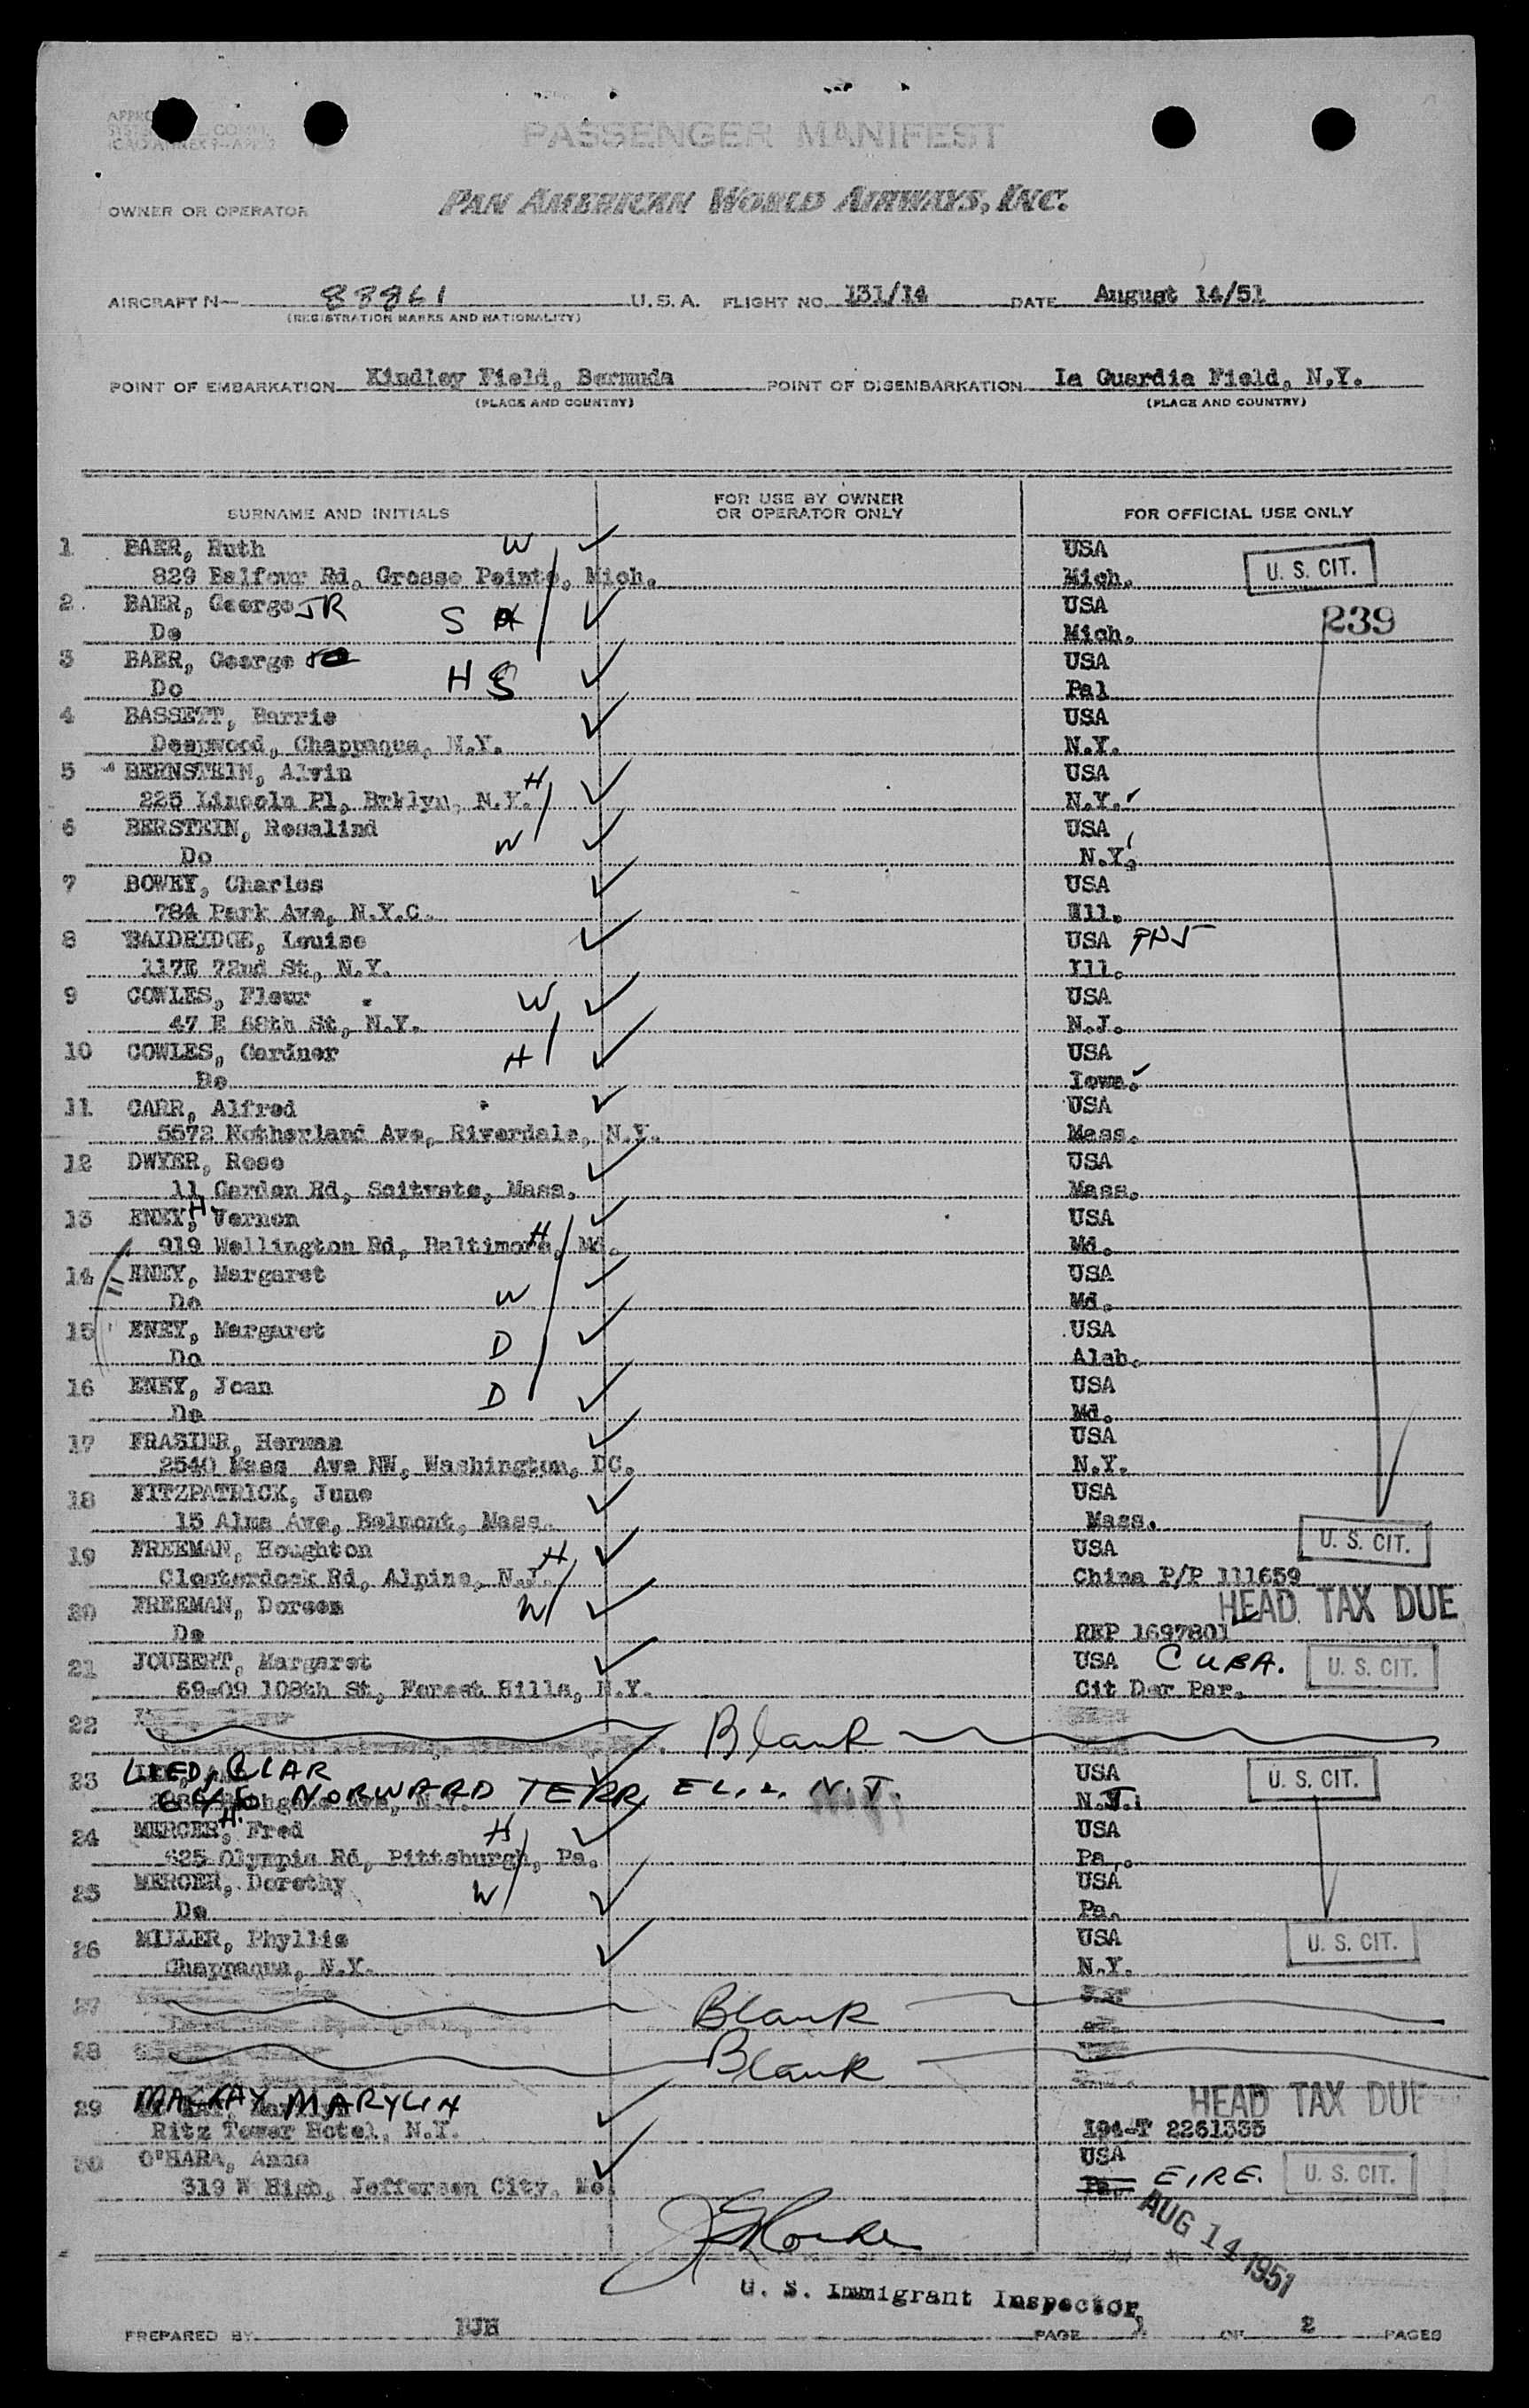 PASSENGER MANIFEST
OWNER OR OPERATOR PAN AMERICAN WORLD AIRWAYS, INC.
AIRCRAFT N— 88861 U.S.A. FLIGHT NO. 131/14 DATE August 14/51
(REGISTRATION MARKS AND NATIONALITY)
POINT OF EMBARKATION Kindley Field, Bermuda POINT OF DISEMBARKATION La Guardia Field, N.Y.
(PLACE AND COUNTRY) (PLACE AND COUNTRY)
SURNAME AND INITIALS FOR USE BY OWNER OR OPERATOR ONLY FOR OFFICIAL USE ONLY
1 BAER, Ruth W USA
829 Balfour Rd, Grosse Pointe, Mich. Mich. U. S. CIT.
2 BAER, George JR S USA 239
Do Mich.
3 BAER, George H USA
Do Pal
4 BASSETT, Barrie USA
Deepwood, Chappaqua, N.Y. N.Y.
5 BERNSTEIN, Alvin H USA
225 Lincoln Pl, Brklyn, N.Y. N.Y.
6 BERSTEIN, Rosalind W USA
Do N.Y.
7 BOWEY, Charles USA
784 Park Ave, N.Y.C. Ill.
8 BALDRIDGE, Louise USA
117E 72nd St, N.Y. Ill.
9 COWLES, Fleur W USA
47 E 68th St, N.Y. N.J.
10 COWLES, Gardner H USA
Do Iowa.
11 CARR, Alfred USA
5572 Netherland Ave, Riverdale, N.Y. Mass.
12 DWYER, Rose USA
11 Garden Rd, Scituate, Mass. Mass.
13 ENEY, H. Vernon USA
919 Wellington Rd, Baltimore, Md. H Md.
14 ENEY, Margaret USA
Do W Md.
15 ENEY, Margaret D USA
Do Alab.
16 ENEY, Joan D USA
Do Md.
17 FRASIER, Herman USA
2540 Mass Ave NW, Washington, DC. N.Y.
18 FITZPATRICK, June USA
15 Alma Ave, Belmont, Mass. Mass.
19 FREEMAN, Houghton H USA U. S. CIT.
Closterdock Rd, Alpine, N.J. China P/P 111659
20 FREEMAN, Doreen W HEAD TAX DUE
Do REP 1697801
21 JOUBERT, Margaret USA CUBA. U. S. CIT.
69-09 108th St, Forest Hills, N.Y. Cit Der Par.
22 Blank
23 USA U. S. CIT.
NORWARD TERR EL. N.J. N.J.
24 MERCER, H. Fred H USA
625 Olympia Rd, Pittsburgh, Pa. Pa.
25 MERCER, Dorothy W USA
Do Pa.
26 MILLER, Phyllis USA U. S. CIT.
Chappaqua, N.Y. N.Y.
27 Blank
28 Blank
29 MACKAY MARYLIN HEAD TAX DUE
Ritz Tower Hotel, N.Y. I94-T 2261335
30 O'HARA, Anne USA
319 W High, Jefferson City, Mo. Pa. EIRE. U. S. CIT.
AUG 14 1951
U. S. Immigrant Inspector
PREPARED BY PAGE 1 OF 2 PAGES